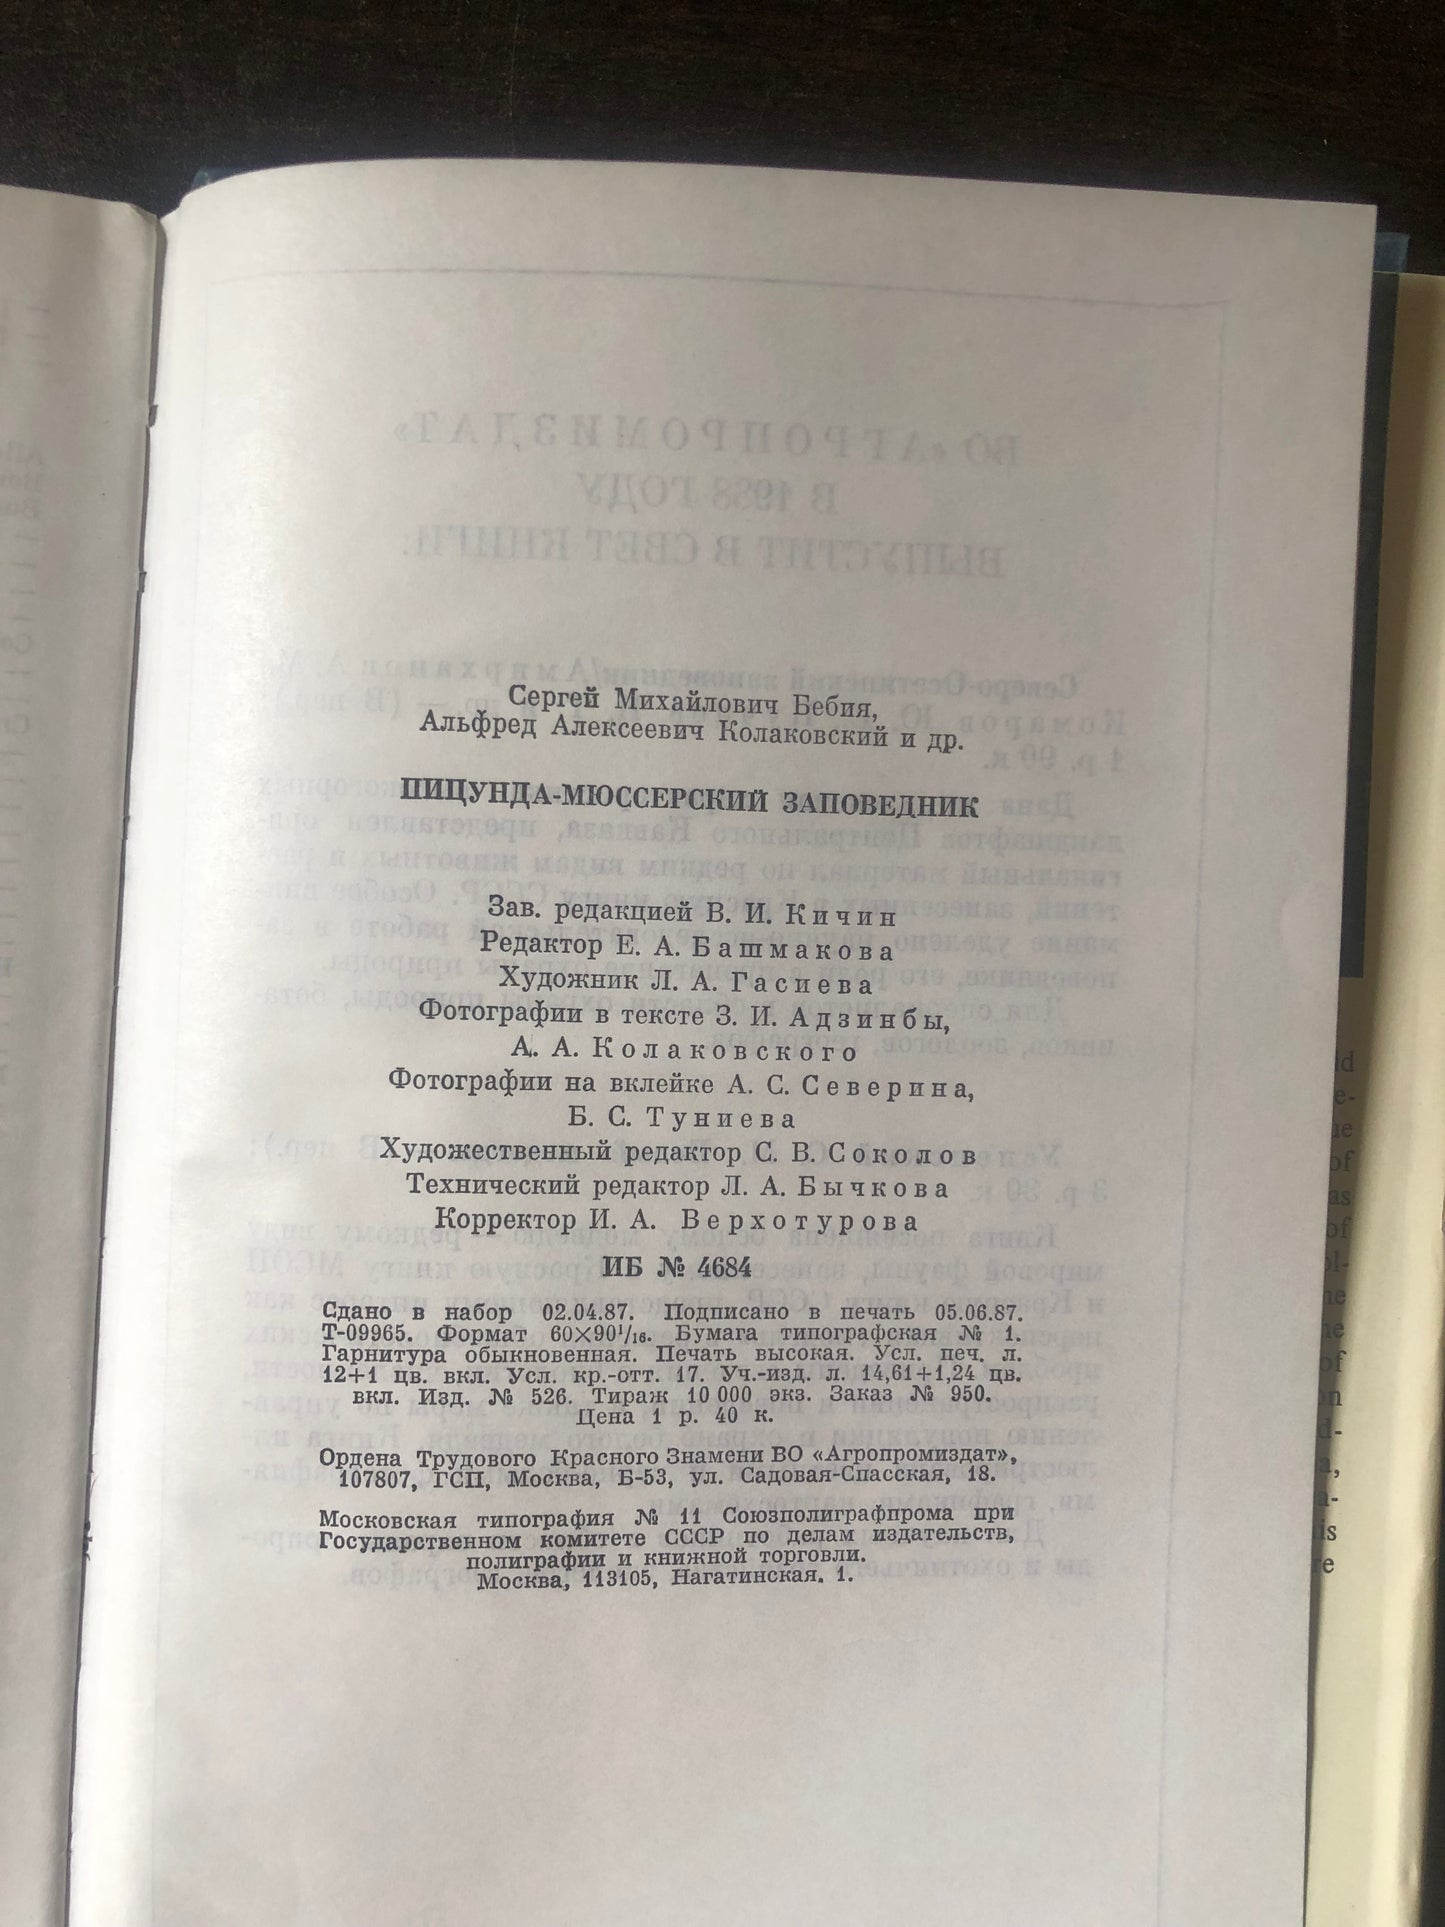 Сергей Михайлович Бебия,
Альфред Алексеевич Колаковский и др.
ПИЦУНДА-МЮССЕРСКИЙ ЗАПОВЕДНИК
Зав. редакцией В. И. Кичин
Редактор Е. А. Башмакова
Художник Л. А. Гасиева
Фотографии в тексте З. И. Адзинбы,
А. А. Колаковского
Фотографии на вклейке А. С. Северина,
Б. С. Туниева
Художественный редактор С. В. Соколов
Технический редактор Л. А. Бычкова
Корректор И. А. Верхотурова
ИБ № 4684
Сдано в набор 02.04.87. Подписано в печать 05.06.87.
Т-09965. Формат 60×90¹/₁₆. Бумага типографская № 1.
Гарнитура обыкновенная. Печать высокая. Усл. печ. л.
12+1 цв. вкл. Усл. кр.-отт. 17. Уч.-изд. л. 14,61+1,24 цв.
вкл. Изд. № 526. Тираж 10 000 экз. Заказ № 950.
Цена 1 р. 40 к.
Ордена Трудового Красного Знамени ВО «Агропромиздат»,
107807, ГСП, Москва, Б-53, ул. Садовая-Спасская, 18.
Московская типография № 11 Союзполиграфпрома при
Государственном комитете СССР по делам издательств,
полиграфии и книжной торговли.
Москва, 113105, Нагатинская. 1.